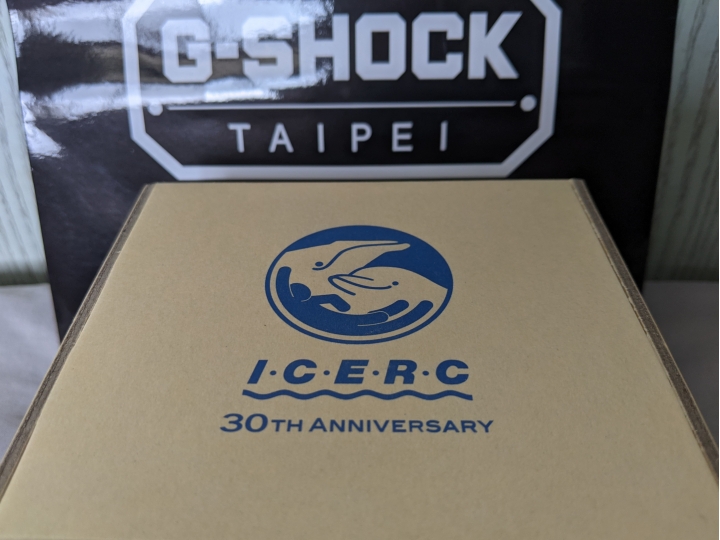 G-SHOCK
TAIPEI
I·C·E·R·C
30TH ANNIVERSARY